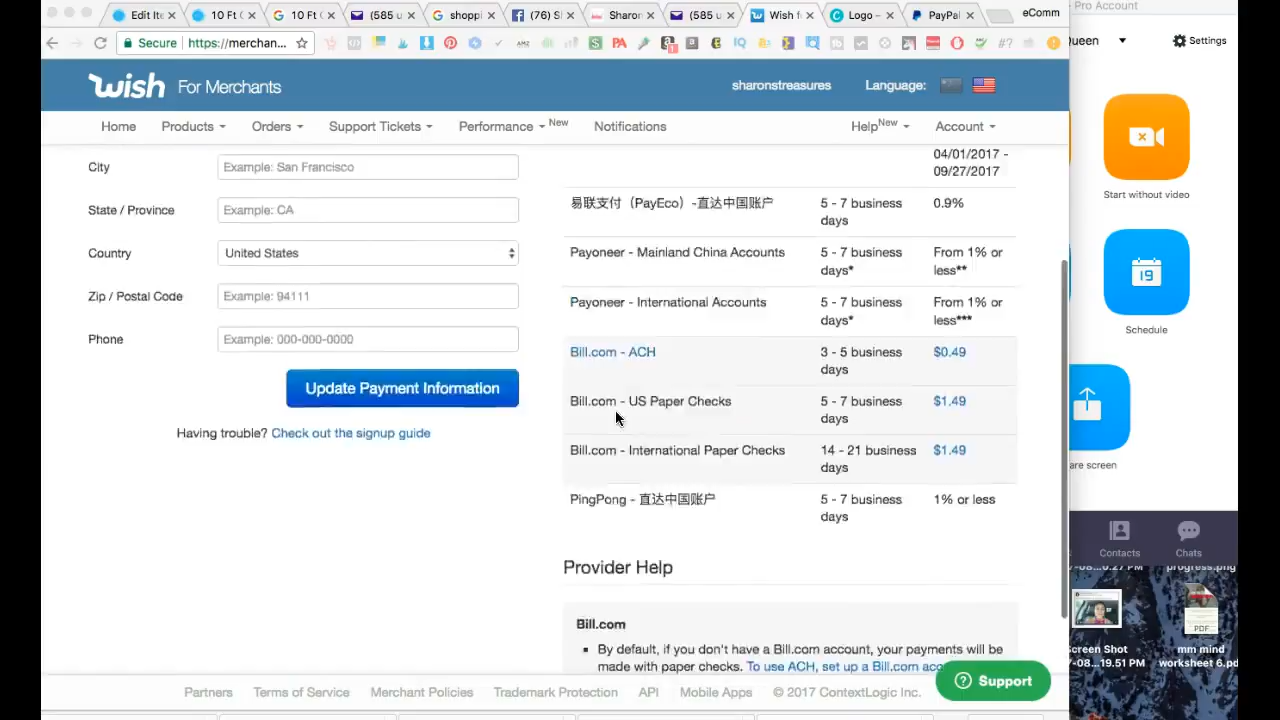 Edit Ite
10 Ft (
10 Ft C
(585 u
shoppi
(76) S
Sharon
(585 u
Wish f
Logo –
PayPal
eComm
Pro Account
Secure
https://merchan...
Queen
Settings
wish For Merchants
sharonstreasures
Language:
Home
Products
Orders
Support Tickets
Performance
New
Notifications
Help New
Account
04/01/2017 -
09/27/2017
City
Example: San Francisco
State / Province
Example: CA
Country
United States
Zip / Postal Code
Example: 94111
Phone
Example: 000-000-0000
Update Payment Information
Having trouble? Check out the signup guide
易联支付（PayEco）-直达中国账户
5 - 7 business
days
0.9%
Payoneer - Mainland China Accounts
5 - 7 business
days*
From 1% or
less**
Payoneer - International Accounts
5 - 7 business
days*
From 1% or
less***
Bill.com - ACH
3 - 5 business
days
$0.49
Bill.com - US Paper Checks
5 - 7 business
days
$1.49
Bill.com - International Paper Checks
14 - 21 business
days
$1.49
PingPong - 直达中国账户
5 - 7 business
days
1% or less
Provider Help
Bill.com
By default, if you don't have a Bill.com account, your payments will be
made with paper checks. To use ACH, set up a Bill.com acc
Support
Partners
Terms of Service
Merchant Policies
Trademark Protection
API
Mobile Apps
© 2017 ContextLogic Inc.
Start without video
19
Schedule
are screen
Contacts
Chats
progress.png
PDF
Screen Shot
-08...19.51 PM
mm mind
worksheet 6.pd